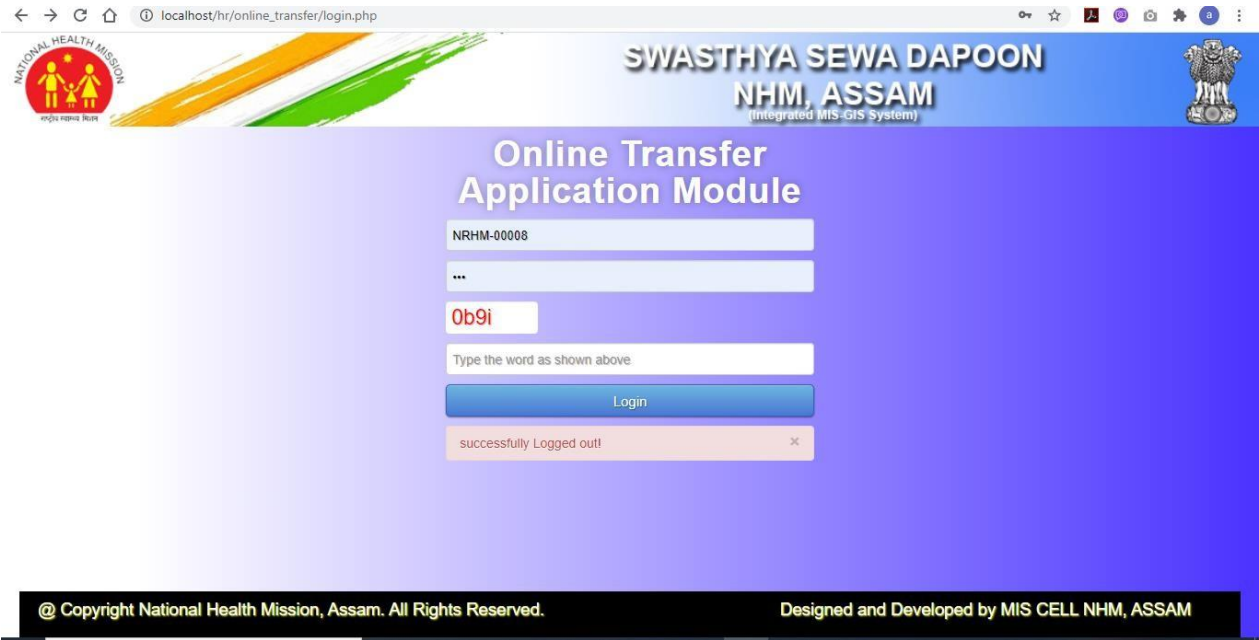 localhost/hr/online_transfer/login.php
a
NATIONAL HEALTH MISSION
राष्ट्रीय स्वास्थ्य मिशन
SWASTHYA SEWA DAPOON
NHM, ASSAM
(Integrated MIS-GIS System)
Online Transfer
Application Module
NRHM-00008
•••
0b9i
Type the word as shown above
Login
successfully Logged out! ×
@ Copyright National Health Mission, Assam. All Rights Reserved. Designed and Developed by MIS CELL NHM, ASSAM